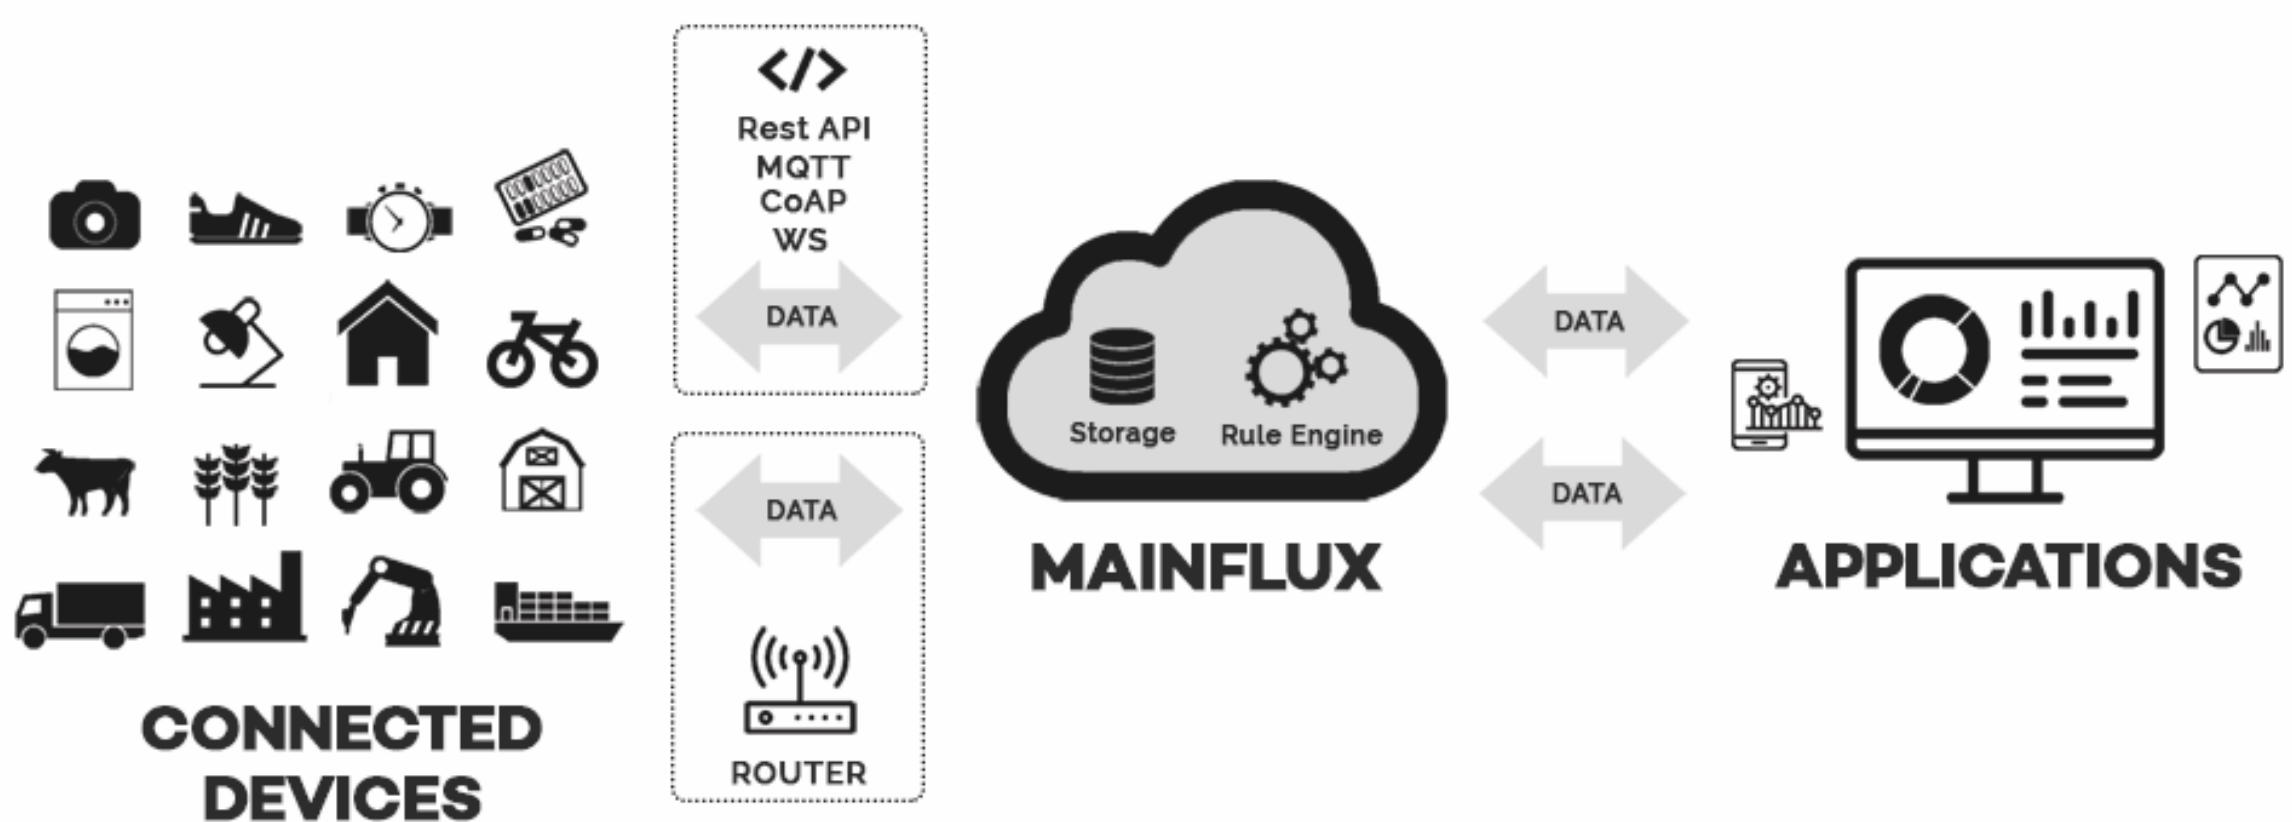 Rest API
MQTT
CoAP
WS
DATA
DATA
ROUTER
CONNECTED
DEVICES
Storage
Rule Engine
MAINFLUX
DATA
DATA
APPLICATIONS